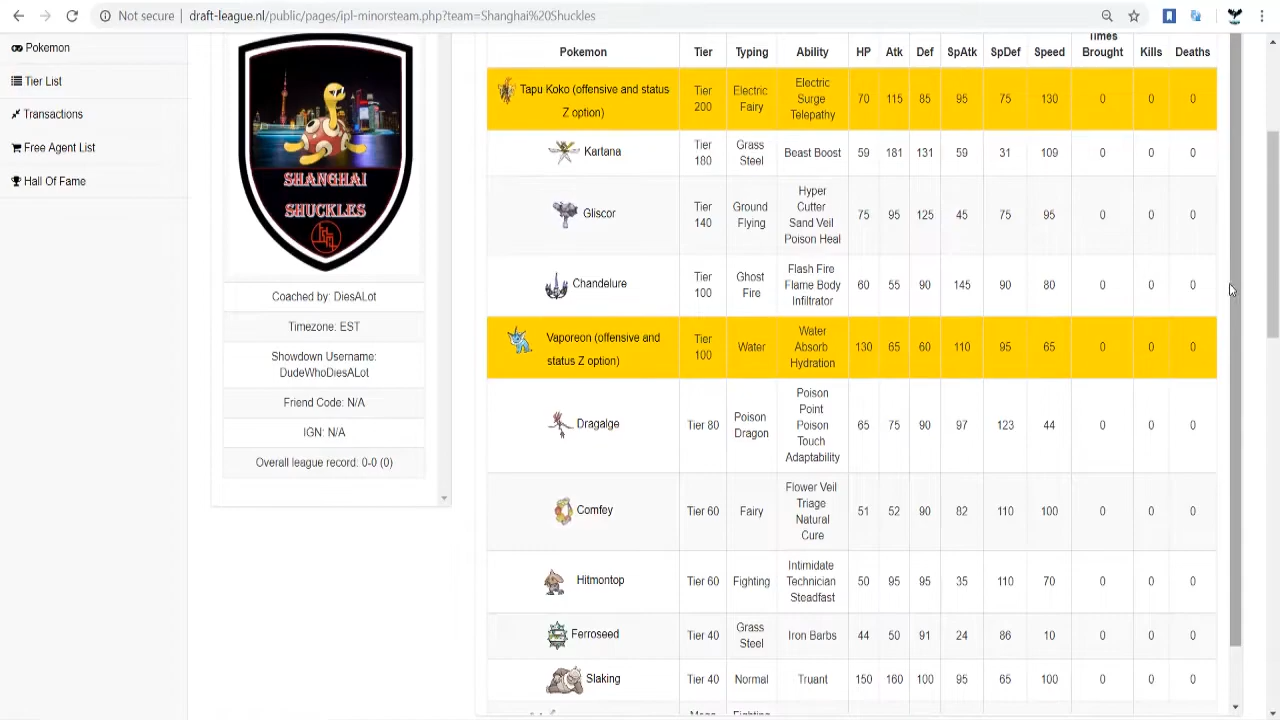 Not secure | draft-league.nl/public/pages/ipl-minorsteam.php?team=Shanghai%20Shuckles
Pokemon
Tier List
Transactions
Free Agent List
Hall Of Fame
SHANGHAI
SHUCKLES
Coached by: DiesALot
Timezone: EST
Showdown Username:
DudeWhoDiesALot
Friend Code: N/A
IGN: N/A
Overall league record: 0-0 (0)
Pokemon Tier Typing Ability HP Atk Def SpAtk SpDef Speed Times Brought Kills Deaths
Tapu Koko (offensive and status Z option) Tier 200 Electric Fairy Electric Surge Telepathy 70 115 85 95 75 130 0 0 0
Kartana Tier 180 Grass Steel Beast Boost 59 181 131 59 31 109 0 0 0
Gliscor Tier 140 Ground Flying Hyper Cutter Sand Veil Poison Heal 75 95 125 45 75 95 0 0 0
Chandelure Tier 100 Ghost Fire Flash Fire Flame Body Infiltrator 60 55 90 145 90 80 0 0 0
Vaporeon (offensive and status Z option) Tier 100 Water Water Absorb Hydration 130 65 60 110 95 65 0 0 0
Dragalge Tier 80 Poison Dragon Poison Point Poison Touch Adaptability 65 75 90 97 123 44 0 0 0
Comfey Tier 60 Fairy Flower Veil Triage Natural Cure 51 52 90 82 110 100 0 0 0
Hitmontop Tier 60 Fighting Intimidate Technician Steadfast 50 95 95 35 110 70 0 0 0
Ferroseed Tier 40 Grass Steel Iron Barbs 44 50 91 24 86 10 0 0 0
Slaking Tier 40 Normal Truant 150 160 100 95 65 100 0 0 0
Mega Fighting